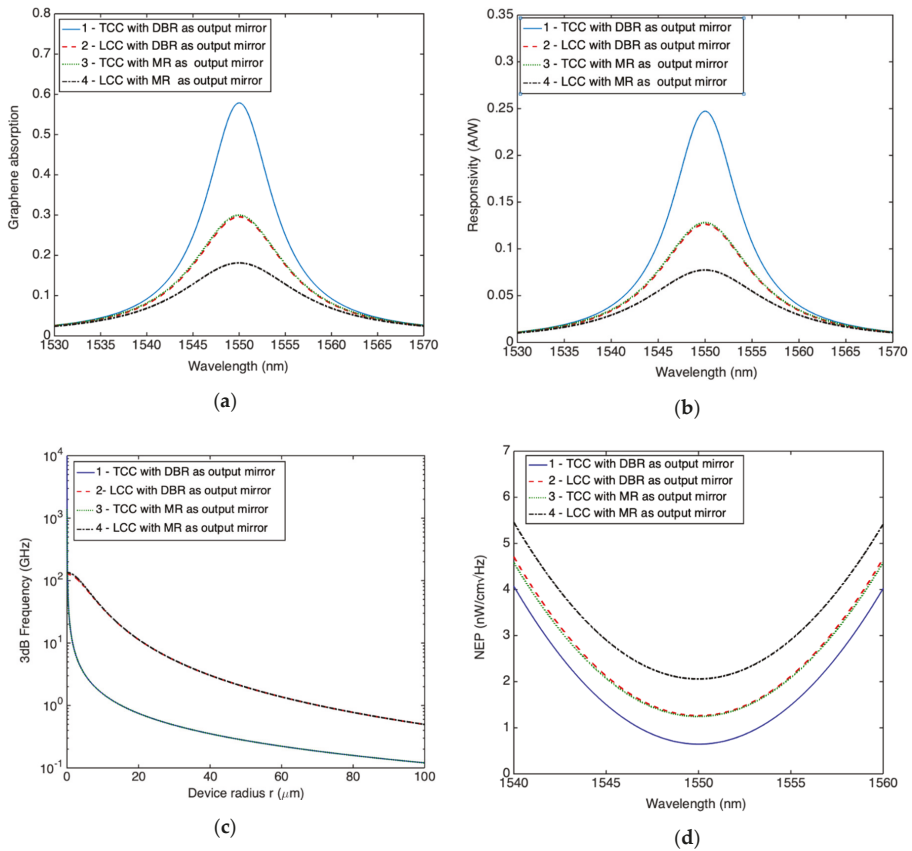 0.8
0.7
0.6
0.5
0.4
0.3
0.2
0.1
0
Graphene absorption
1 - TCC with DBR as output mirror
2 - LCC with DBR as output mirror
3 - TCC with MR as output mirror
4 - LCC with MR as output mirror
1530 1535 1540 1545 1550 1555 1560 1565 1570
Wavelength (nm)
(a)
0.35
0.3
0.25
0.2
0.15
0.1
0.05
0
Responsivity (A/W)
1 - TCC with DBR as output mirror
2 - LCC with DBR as output mirror
3 - TCC with MR as output mirror
4 - LCC with MR as output mirror
1530 1535 1540 1545 1550 1555 1560 1565 1570
Wavelength (nm)
(b)
10⁴
10³
10²
10¹
10⁰
10⁻¹
3dB Frequency (GHz)
1 - TCC with DBR as output mirror
2- LCC with DBR as output mirror
3 - TCC with MR as output mirror
4 - LCC with MR as output mirror
0 20 40 60 80 100
Device radius r (μm)
(c)
7
6
5
4
3
2
1
0
NEP (nW/cm√Hz)
1 - TCC with DBR as output mirror
2 - LCC with DBR as output mirror
3 - TCC with MR as output mirror
4 - LCC with MR as output mirror
1540 1545 1550 1555 1560
Wavelength (nm)
(d)